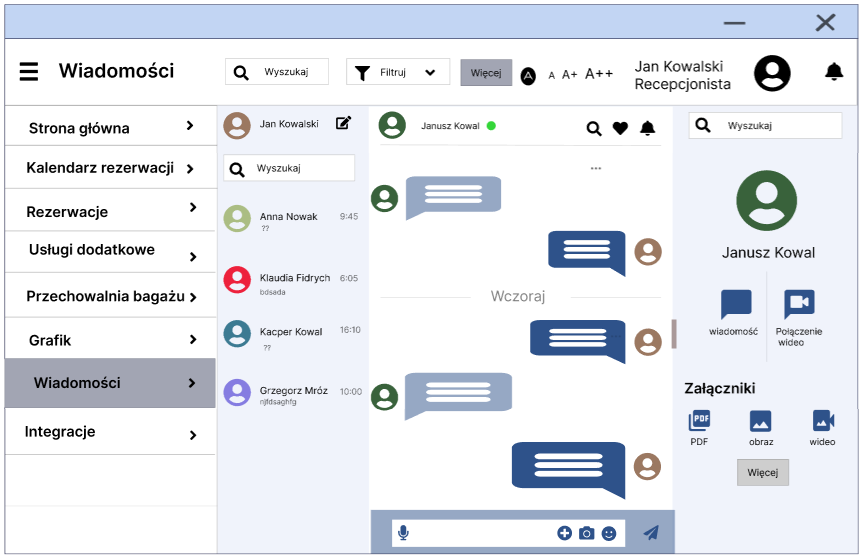 Wiadomości
Wyszukaj
Filtruj
Więcej
A
A
A+
A++
Jan Kowalski
Recepcjonista
Strona główna
Kalendarz rezerwacji
Rezerwacje
Usługi dodatkowe
Przechowalnia bagażu
Grafik
Wiadomości
Integracje
Jan Kowalski
Wyszukaj
Anna Nowak 9:45
??
Klaudia Fidrych 6:05
bdsada
Kacper Kowal 16:10
??
Grzegorz Mróz 10:00
njfdsaghfg
Janusz Kowal
...
Wczoraj
Wyszukaj
Janusz Kowal
wiadomość
Połączenie
wideo
Załączniki
PDF
PDF
obraz
wideo
Więcej